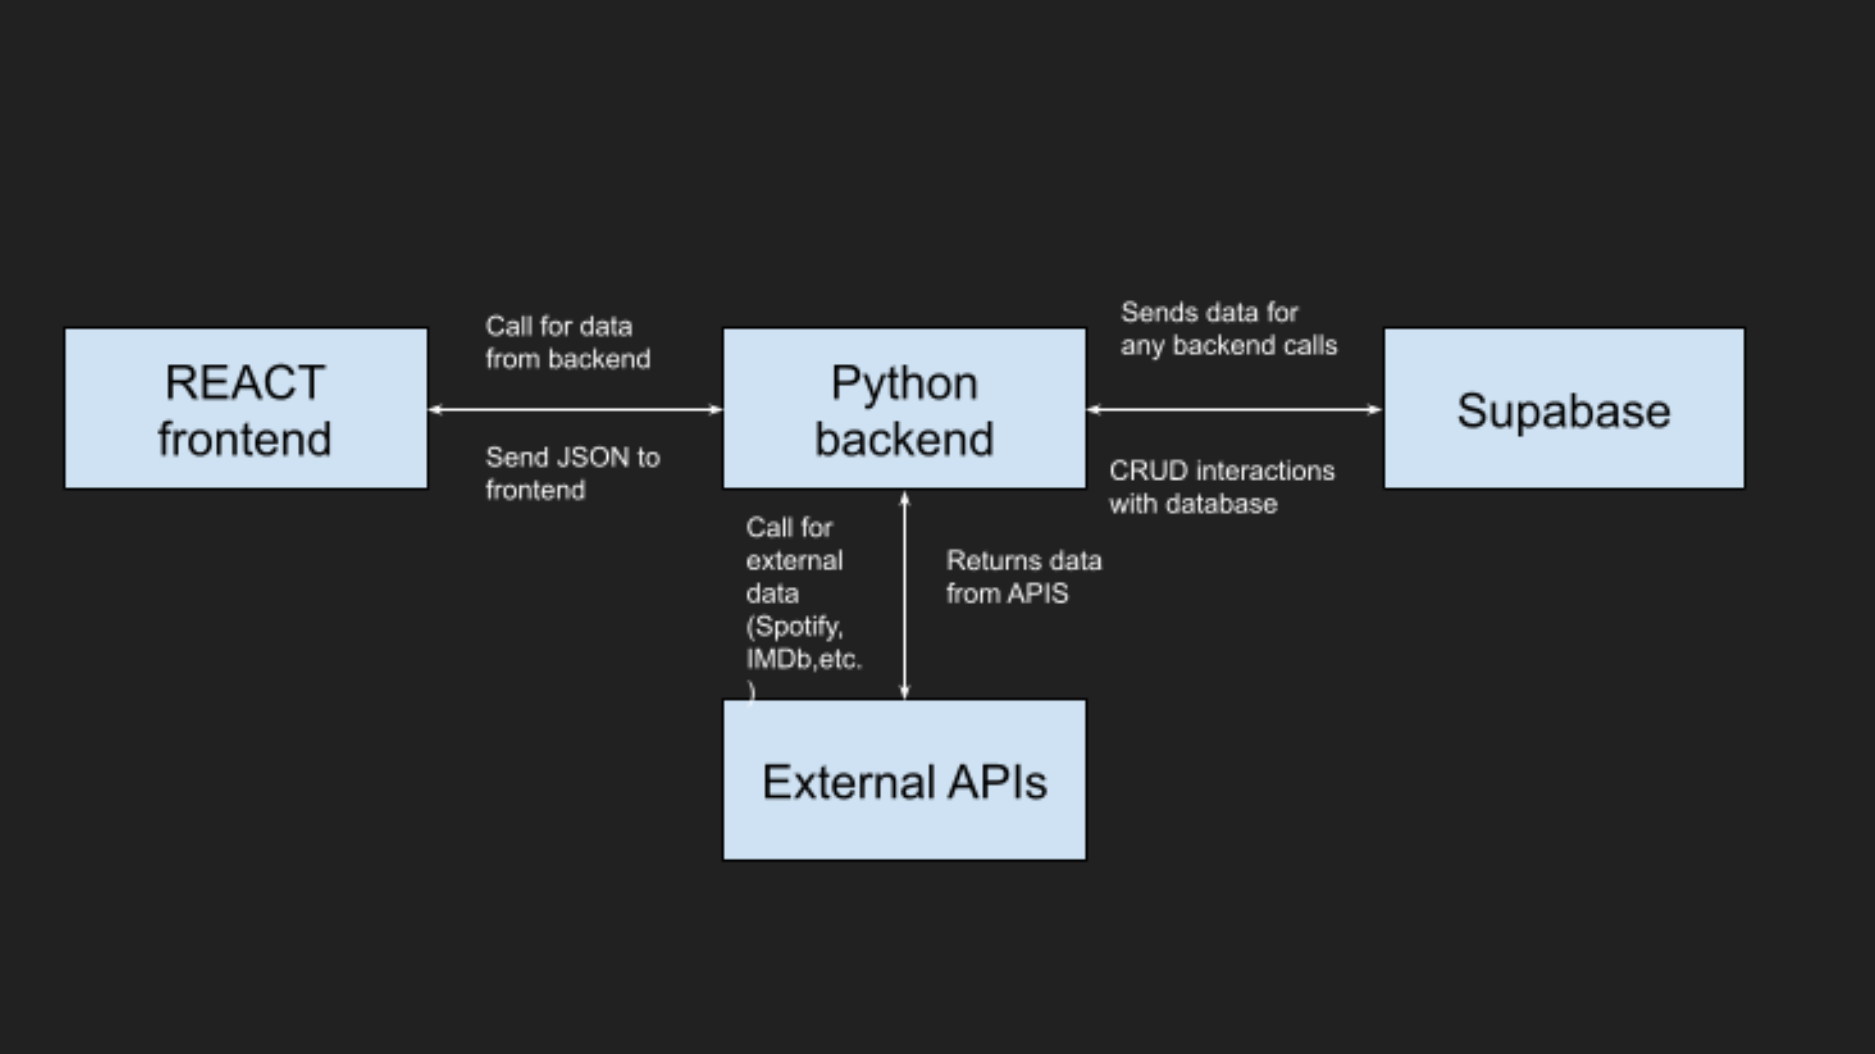 REACT
frontend
Call for data
from backend
Send JSON to
frontend
Python
backend
Sends data for
any backend calls
CRUD interactions
with database
Supabase
Call for
external
data
(Spotify,
IMDb,etc.
)
Returns data
from APIS
External APIs